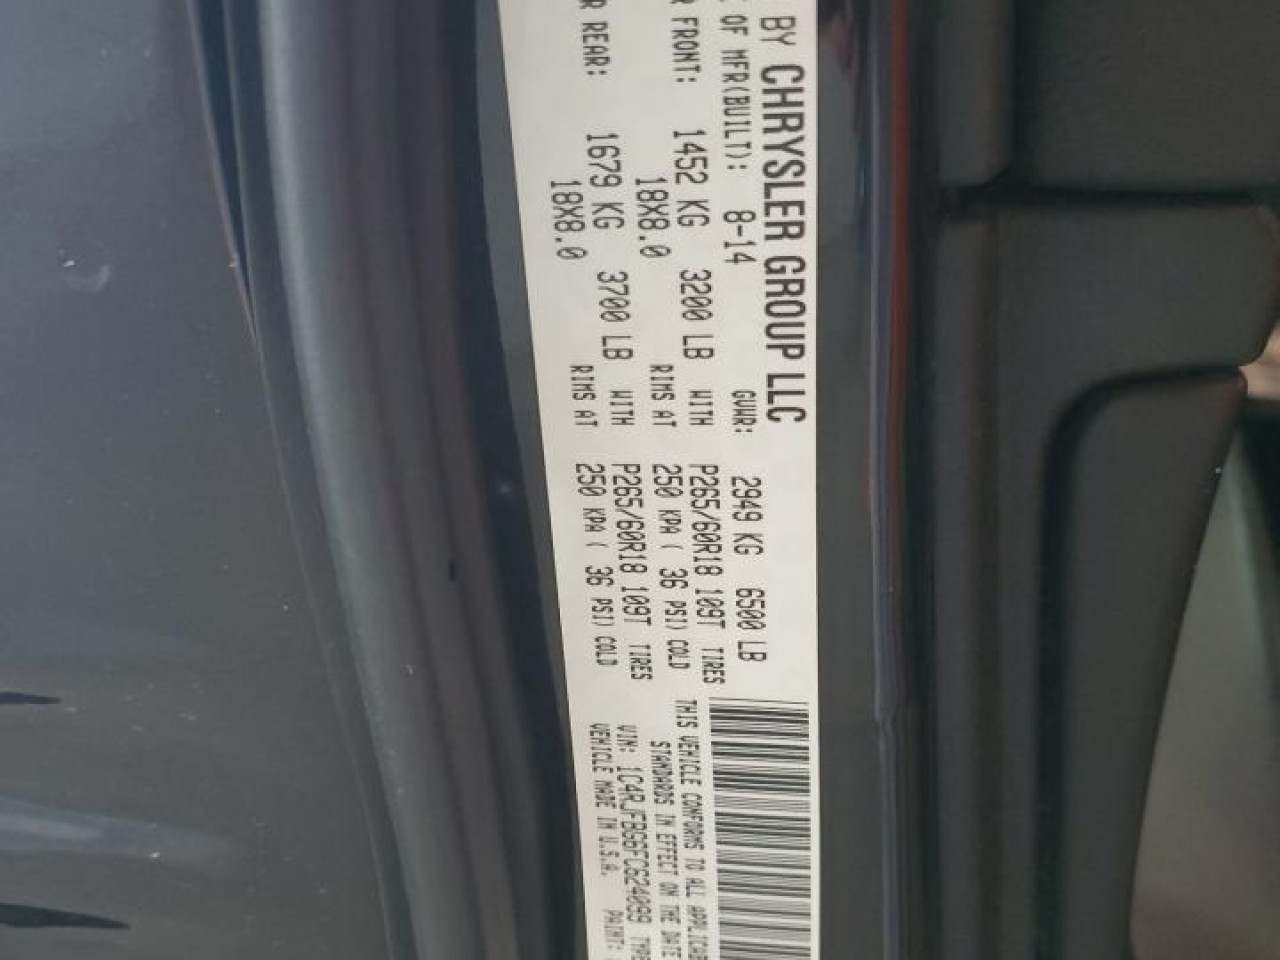 BY CHRYSLER GROUP LLC
OF MFR(BUILT): 8-14 GVWR: 2949 KG 6500 LB
FRONT: 1452 KG 3200 LB WITH P265/60R18 109T TIRES
18X8.0 RIMS AT 250 KPA ( 36 PSI) COLD
REAR: 1679 KG 3700 LB WITH P265/60R18 109T TIRES
18X8.0 RIMS AT 250 KPA ( 36 PSI) COLD
THIS VEHICLE CONFORMS TO ALL
STANDARDS IN EFFECT ON THE DATE
VIN:
VEHICLE MADE IN U.S.A. PAINT: